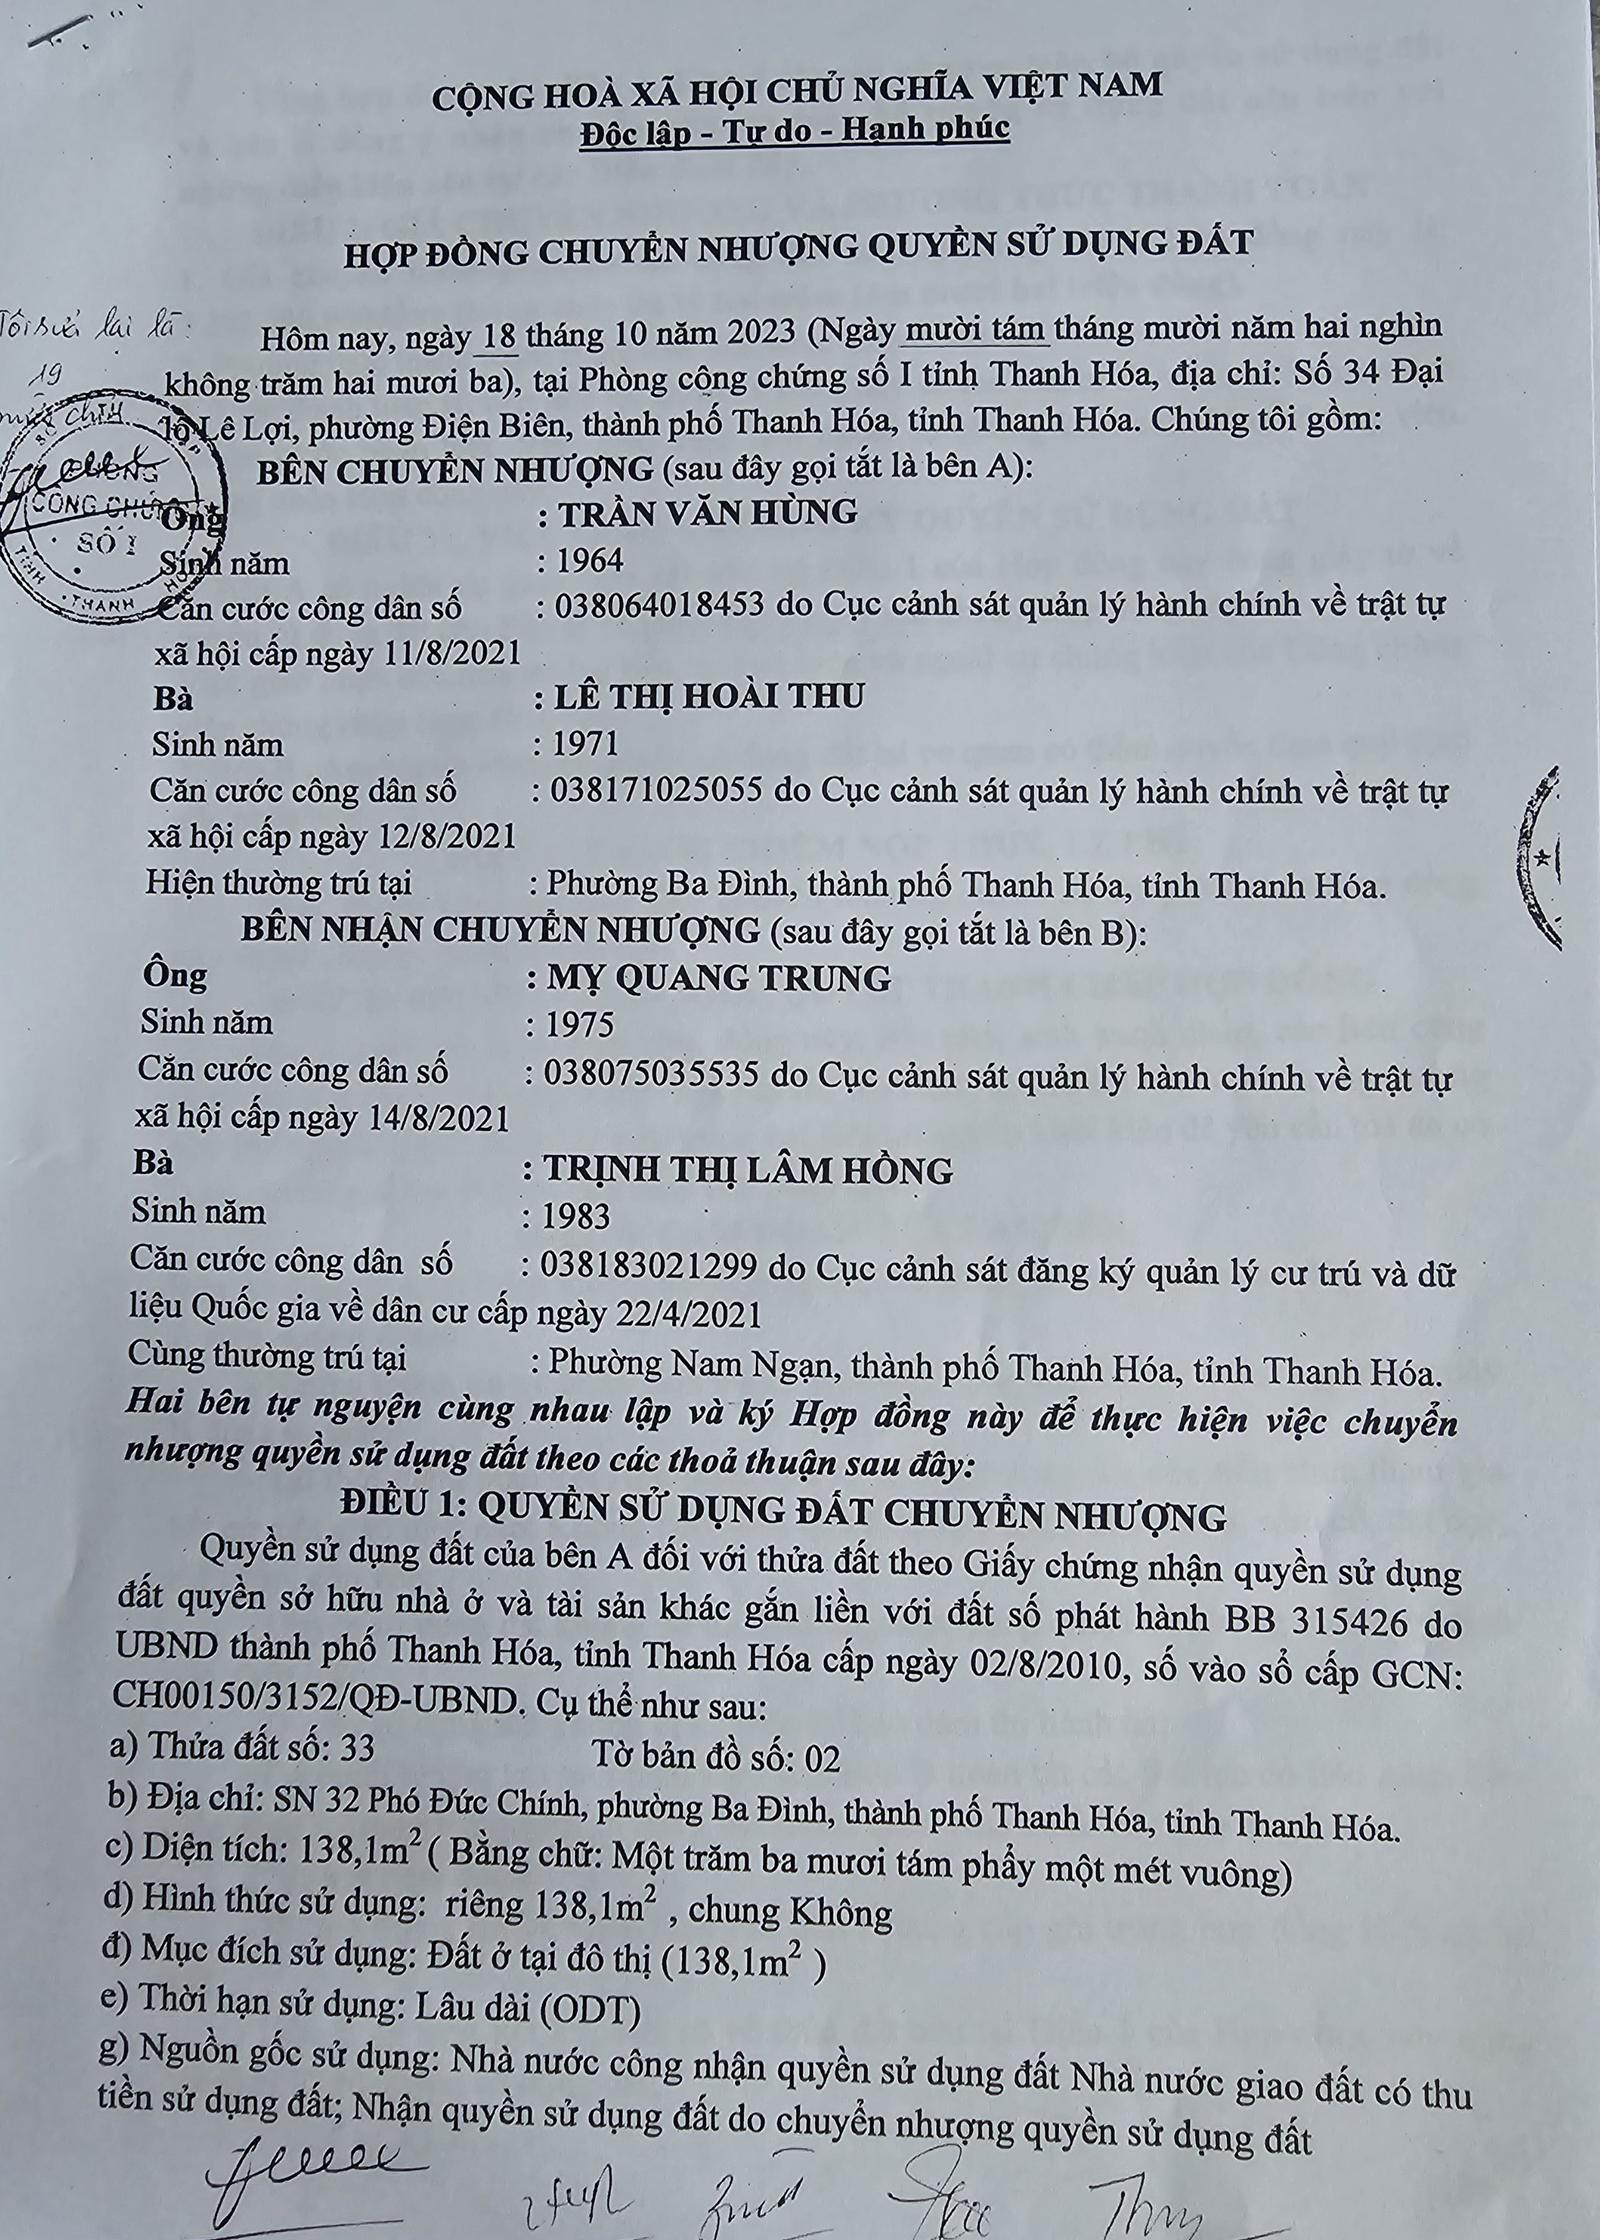 CỘNG HOÀ XÃ HỘI CHỦ NGHĨA VIỆT NAM
Độc lập - Tự do - Hạnh phúc
HỢP ĐỒNG CHUYỂN NHƯỢNG QUYỀN SỬ DỤNG ĐẤT
Tôi sửa lại là:
19
Hôm nay, ngày 18 tháng 10 năm 2023 (Ngày mười tám tháng mười năm hai nghìn
không trăm hai mươi ba), tại Phòng công chứng số I tỉnh Thanh Hóa, địa chỉ: Số 34 Đại
lộ Lê Lợi, phường Điện Biên, thành phố Thanh Hóa, tỉnh Thanh Hóa. Chúng tôi gồm:
BÊN CHUYỂN NHƯỢNG (sau đây gọi tắt là bên A):
CÔNG CHỨNG
SỐ I
TỈNH THANH HÓA
Ông : TRẦN VĂN HÙNG
Sinh năm : 1964
Căn cước công dân số : 038064018453 do Cục cảnh sát quản lý hành chính về trật tự
xã hội cấp ngày 11/8/2021
Bà : LÊ THỊ HOÀI THU
Sinh năm : 1971
Căn cước công dân số : 038171025055 do Cục cảnh sát quản lý hành chính về trật tự
xã hội cấp ngày 12/8/2021
Hiện thường trú tại : Phường Ba Đình, thành phố Thanh Hóa, tỉnh Thanh Hóa.
BÊN NHẬN CHUYỂN NHƯỢNG (sau đây gọi tắt là bên B):
Ông : MỴ QUANG TRUNG
Sinh năm : 1975
Căn cước công dân số : 038075035535 do Cục cảnh sát quản lý hành chính về trật tự
xã hội cấp ngày 14/8/2021
Bà : TRỊNH THỊ LÂM HỒNG
Sinh năm : 1983
Căn cước công dân số : 038183021299 do Cục cảnh sát đăng ký quản lý cư trú và dữ
liệu Quốc gia về dân cư cấp ngày 22/4/2021
Cùng thường trú tại : Phường Nam Ngạn, thành phố Thanh Hóa, tỉnh Thanh Hóa.
Hai bên tự nguyện cùng nhau lập và ký Hợp đồng này để thực hiện việc chuyển
nhượng quyền sử dụng đất theo các thoả thuận sau đây:
ĐIỀU 1: QUYỀN SỬ DỤNG ĐẤT CHUYỂN NHƯỢNG
Quyền sử dụng đất của bên A đối với thửa đất theo Giấy chứng nhận quyền sử dụng
đất quyền sở hữu nhà ở và tài sản khác gắn liền với đất số phát hành BB 315426 do
UBND thành phố Thanh Hóa, tỉnh Thanh Hóa cấp ngày 02/8/2010, số vào sổ cấp GCN:
CH00150/3152/QĐ-UBND. Cụ thể như sau:
a) Thửa đất số: 33 Tờ bản đồ số: 02
b) Địa chỉ: SN 32 Phó Đức Chính, phường Ba Đình, thành phố Thanh Hóa, tỉnh Thanh Hóa.
c) Diện tích: 138,1m² ( Bằng chữ: Một trăm ba mươi tám phẩy một mét vuông)
d) Hình thức sử dụng: riêng 138,1m² , chung Không
đ) Mục đích sử dụng: Đất ở tại đô thị (138,1m² )
e) Thời hạn sử dụng: Lâu dài (ODT)
g) Nguồn gốc sử dụng: Nhà nước công nhận quyền sử dụng đất Nhà nước giao đất có thu
tiền sử dụng đất; Nhận quyền sử dụng đất do chuyển nhượng quyền sử dụng đất